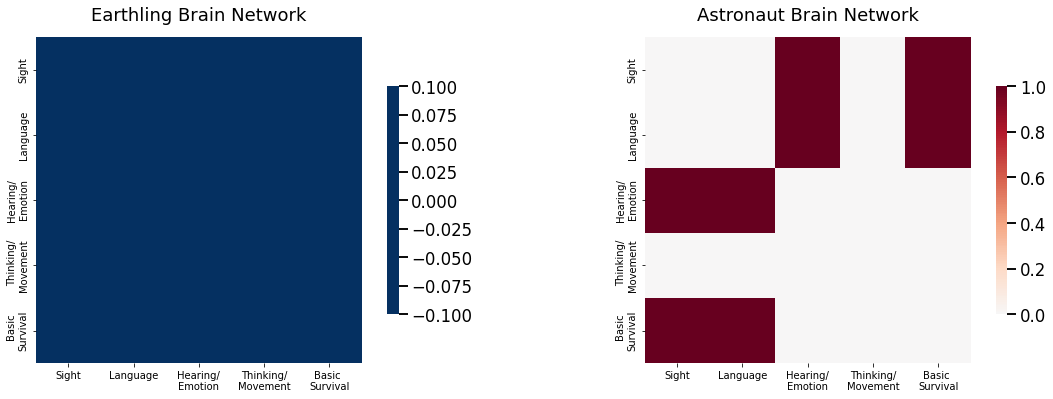 Earthling Brain Network
Sight
Language
Hearing/
Emotion
Thinking/
Movement
Basic
Survival
Sight
Language
Hearing/
Emotion
Thinking/
Movement
Basic
Survival
0.100
0.075
0.050
0.025
0.000
−0.025
−0.050
−0.075
−0.100
Astronaut Brain Network
Sight
Language
Hearing/
Emotion
Thinking/
Movement
Basic
Survival
Sight
Language
Hearing/
Emotion
Thinking/
Movement
Basic
Survival
1.0
0.8
0.6
0.4
0.2
0.0